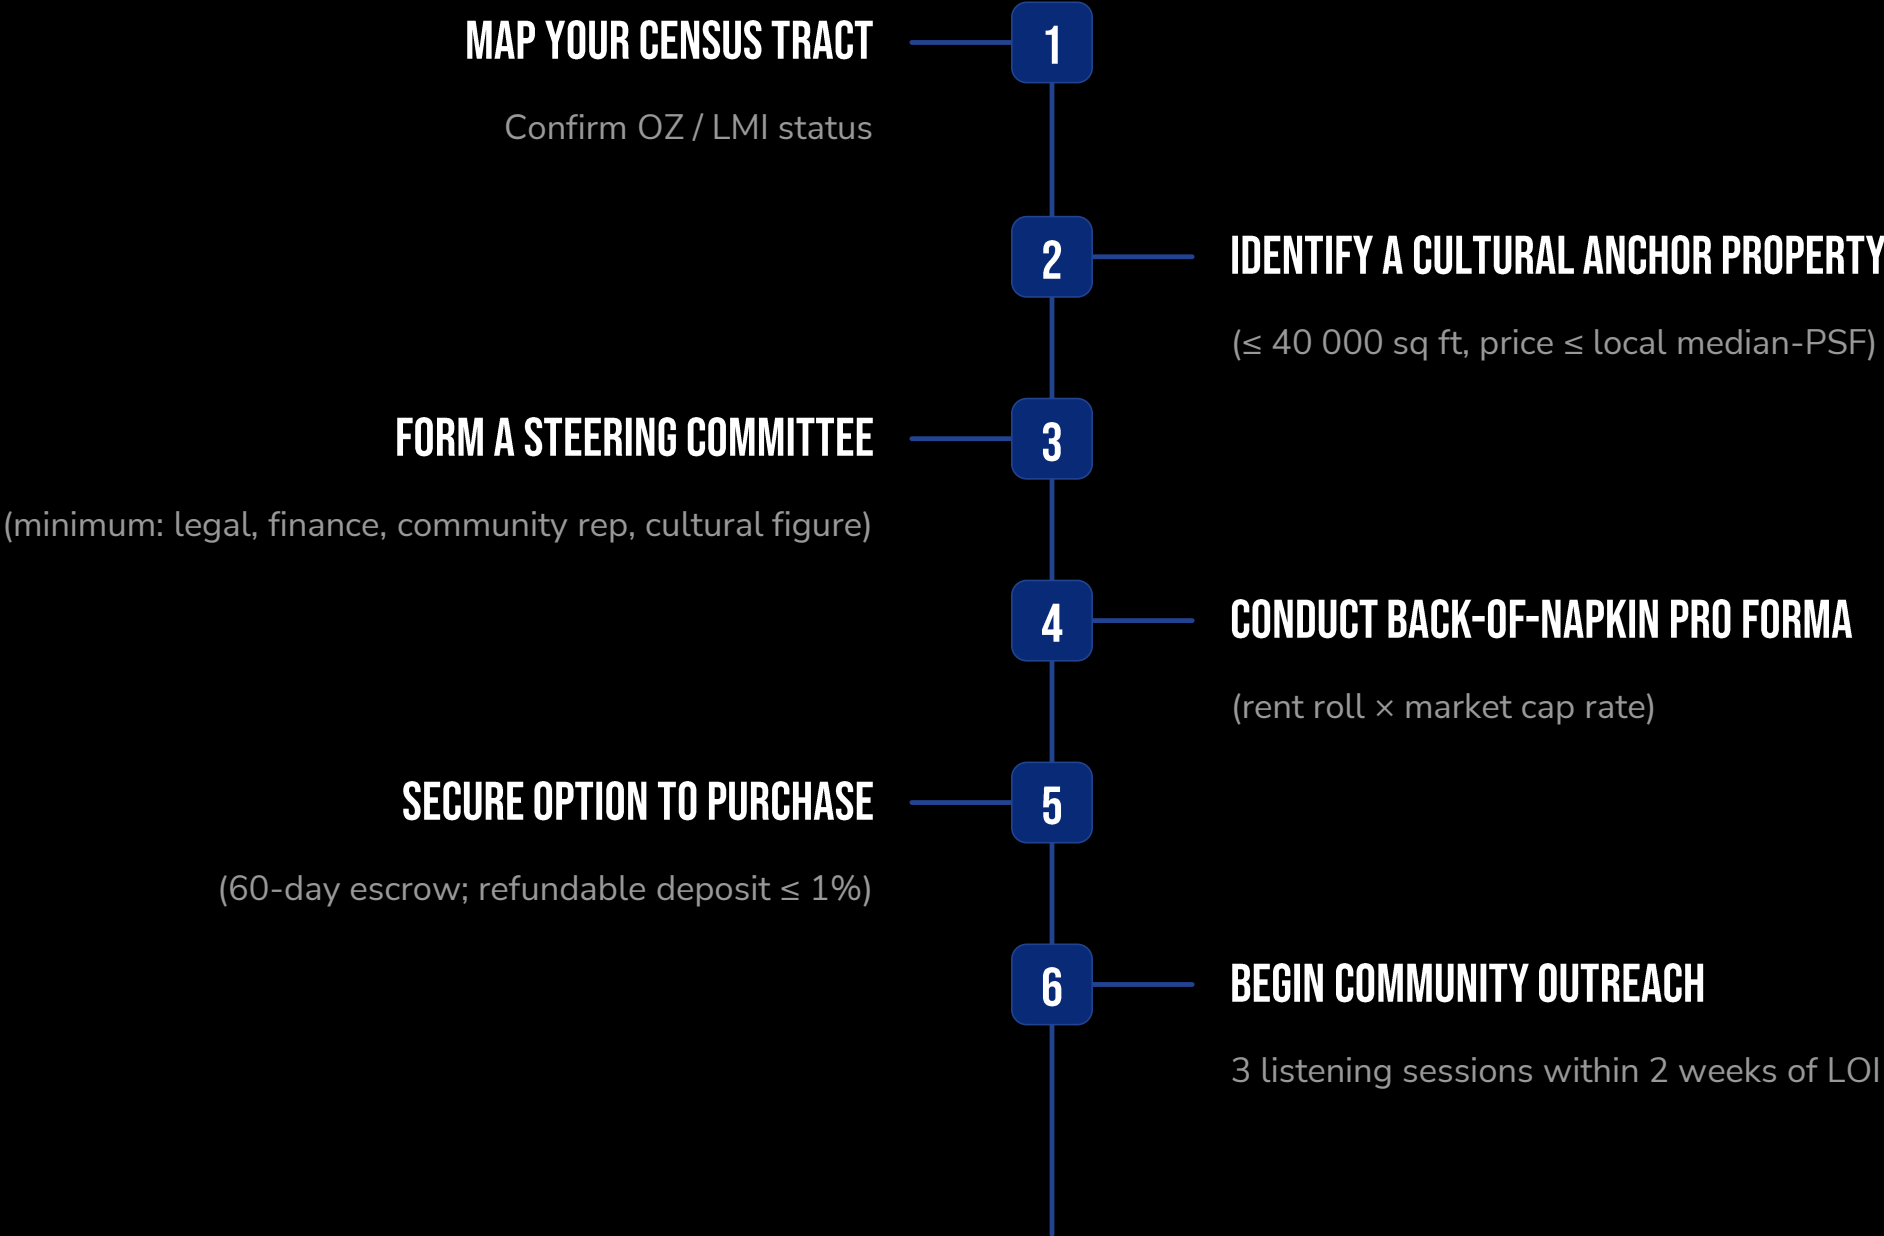 1
MAP YOUR CENSUS TRACT
Confirm OZ / LMI status
2
IDENTIFY A CULTURAL ANCHOR PROPERTY
(≤ 40 000 sq ft, price ≤ local median-PSF)
3
FORM A STEERING COMMITTEE
(minimum: legal, finance, community rep, cultural figure)
4
CONDUCT BACK-OF-NAPKIN PRO FORMA
(rent roll × market cap rate)
5
SECURE OPTION TO PURCHASE
(60-day escrow; refundable deposit ≤ 1%)
6
BEGIN COMMUNITY OUTREACH
3 listening sessions within 2 weeks of LOI